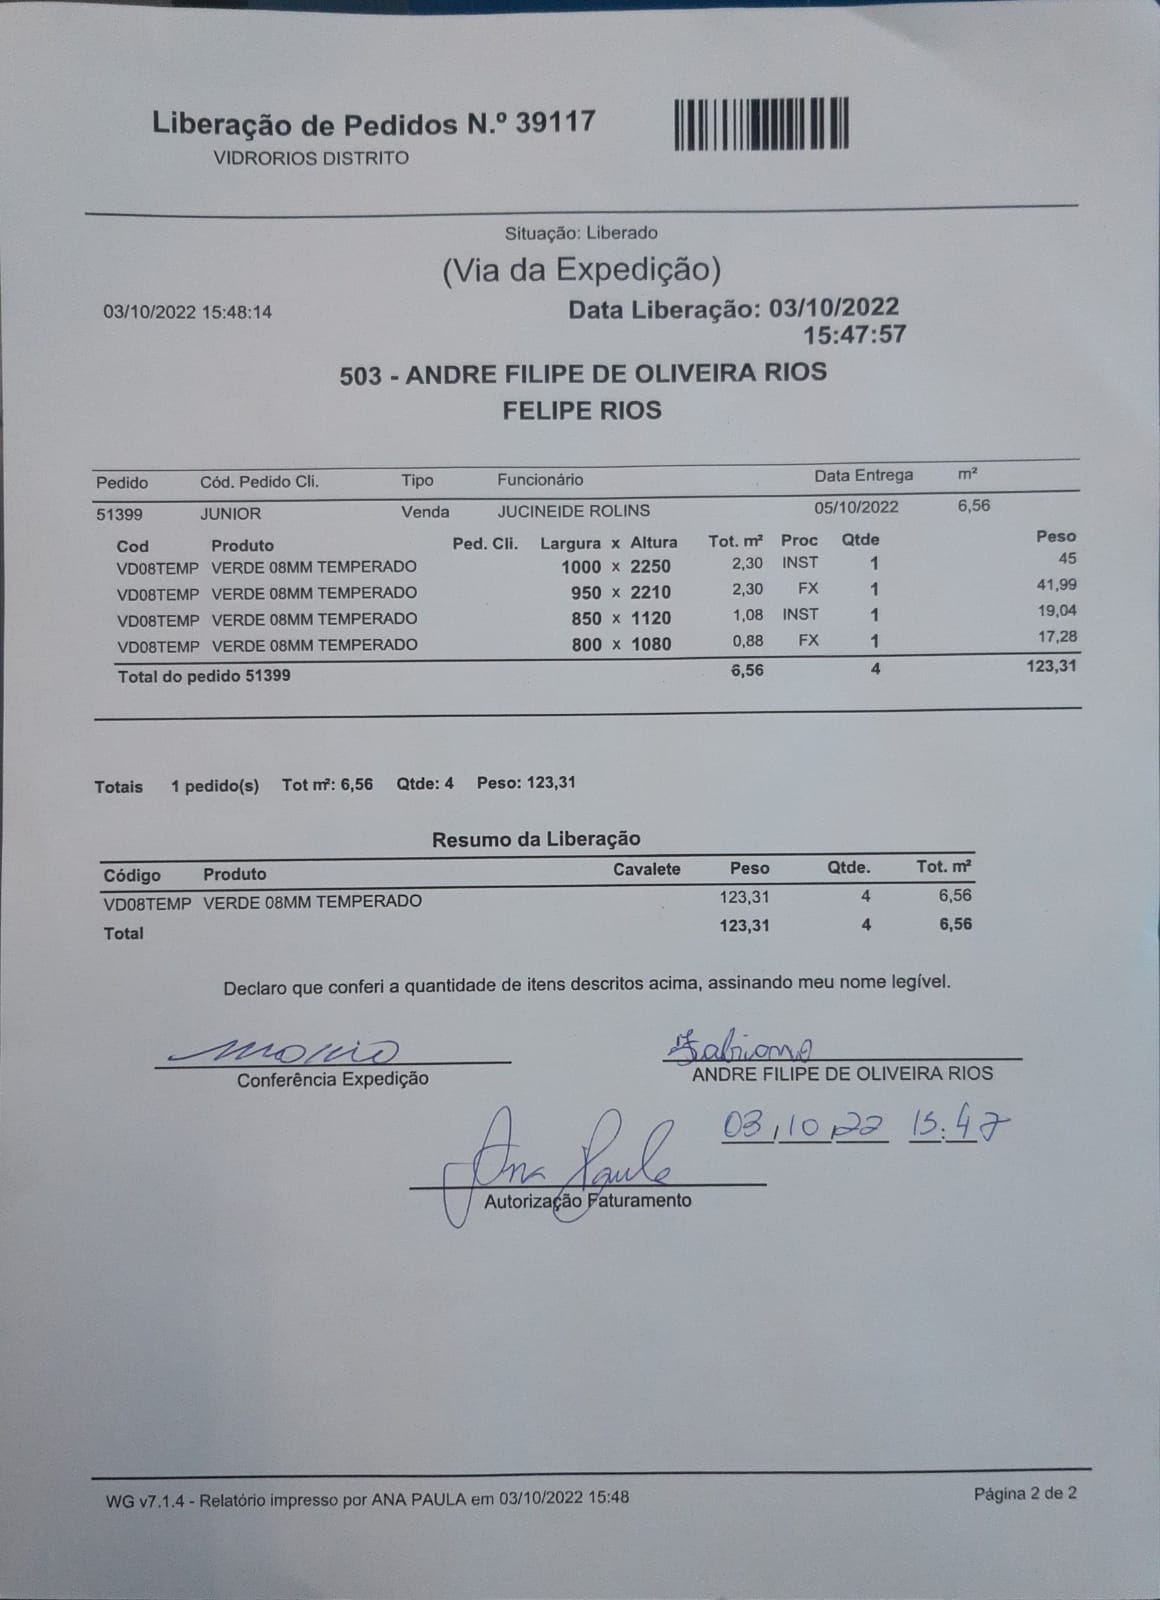 Liberação de Pedidos N.º 39117
VIDRORIOS DISTRITO
Situação: Liberado
(Via da Expedição)
03/10/2022 15:48:14
Data Liberação: 03/10/2022
15:47:57
503 - ANDRE FILIPE DE OLIVEIRA RIOS
FELIPE RIOS
Pedido Cód. Pedido Cli. Tipo Funcionário Data Entrega m²
51399 JUNIOR Venda JUCINEIDE ROLINS 05/10/2022 6,56
Cod Produto Ped. Cli. Largura x Altura Tot. m² Proc Qtde Peso
VD08TEMP VERDE 08MM TEMPERADO 1000 x 2250 2,30 INST 1 45
VD08TEMP VERDE 08MM TEMPERADO 950 x 2210 2,30 FX 1 41,99
VD08TEMP VERDE 08MM TEMPERADO 850 x 1120 1,08 INST 1 19,04
VD08TEMP VERDE 08MM TEMPERADO 800 x 1080 0,88 FX 1 17,28
Total do pedido 51399 6,56 4 123,31
Totais 1 pedido(s) Tot m²: 6,56 Qtde: 4 Peso: 123,31
Resumo da Liberação
Código Produto Cavalete Peso Qtde. Tot. m²
VD08TEMP VERDE 08MM TEMPERADO 123,31 4 6,56
Total 123,31 4 6,56
Declaro que conferi a quantidade de itens descritos acima, assinando meu nome legível.
Fabiano
Conferência Expedição
ANDRE FILIPE DE OLIVEIRA RIOS
03,10,22 15:47
Ana Paula
Autorização Faturamento
WG v7.1.4 - Relatório impresso por ANA PAULA em 03/10/2022 15:48
Página 2 de 2